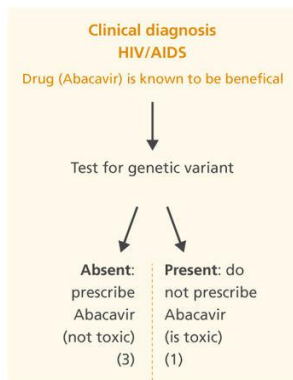 Clinical diagnosis
HIV/AIDS
Drug (Abacavir) is known to be benefical
Test for genetic variant
Absent:
prescribe
Abacavir
(not toxic)
(3)
Present: do
not prescribe
Abacavir
(is toxic)
(1)